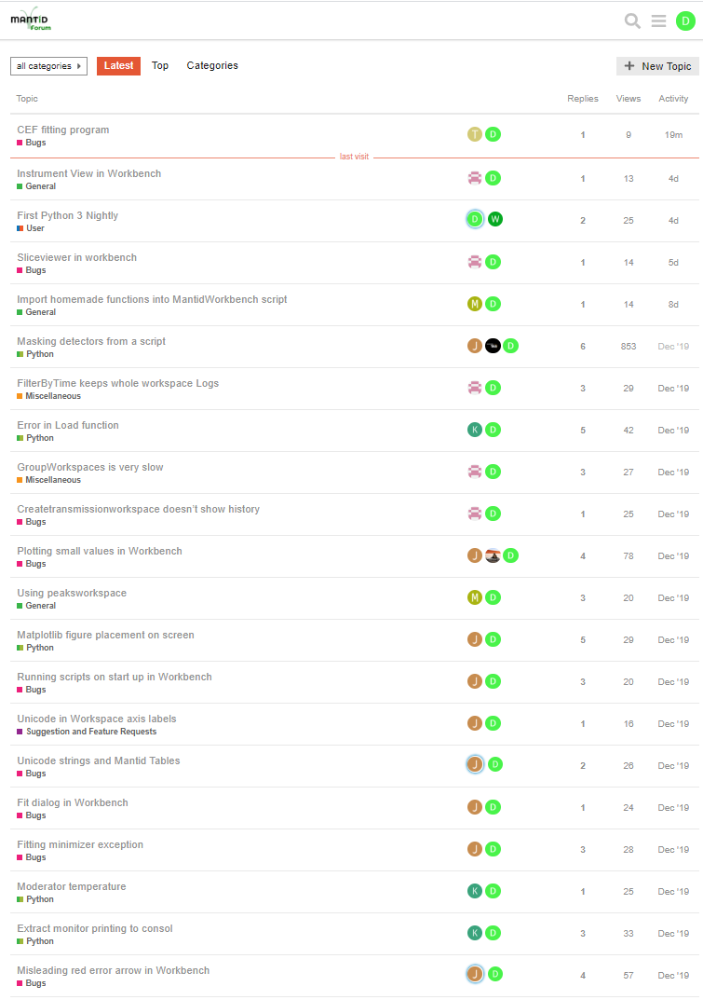 MANTID
Forum
D
all categories
Latest
Top
Categories
+ New Topic
Topic Replies Views Activity
CEF fitting program T D 1 9 19m
Bugs
last visit
Instrument View in Workbench D 1 13 4d
General
First Python 3 Nightly D W 2 25 4d
User
Sliceviewer in workbench D 1 14 5d
Bugs
Import homemade functions into MantidWorkbench script M D 1 14 8d
General
Masking detectors from a script J D 6 853 Dec '19
Python
FilterByTime keeps whole workspace Logs D 3 29 Dec '19
Miscellaneous
Error in Load function K D 5 42 Dec '19
Python
GroupWorkspaces is very slow D 3 27 Dec '19
Miscellaneous
Createtransmissionworkspace doesn't show history D 1 25 Dec '19
Bugs
Plotting small values in Workbench J D 4 78 Dec '19
Bugs
Using peaksworkspace M D 3 20 Dec '19
General
Matplotlib figure placement on screen J D 5 29 Dec '19
Python
Running scripts on start up in Workbench J D 3 20 Dec '19
Bugs
Unicode in Workspace axis labels J D 1 16 Dec '19
Suggestion and Feature Requests
Unicode strings and Mantid Tables J D 2 26 Dec '19
Bugs
Fit dialog in Workbench J D 1 24 Dec '19
Bugs
Fitting minimizer exception J D 3 28 Dec '19
Bugs
Moderator temperature K D 1 25 Dec '19
Python
Extract monitor printing to consol K D 3 33 Dec '19
Python
Misleading red error arrow in Workbench J D 4 57 Dec '19
Bugs